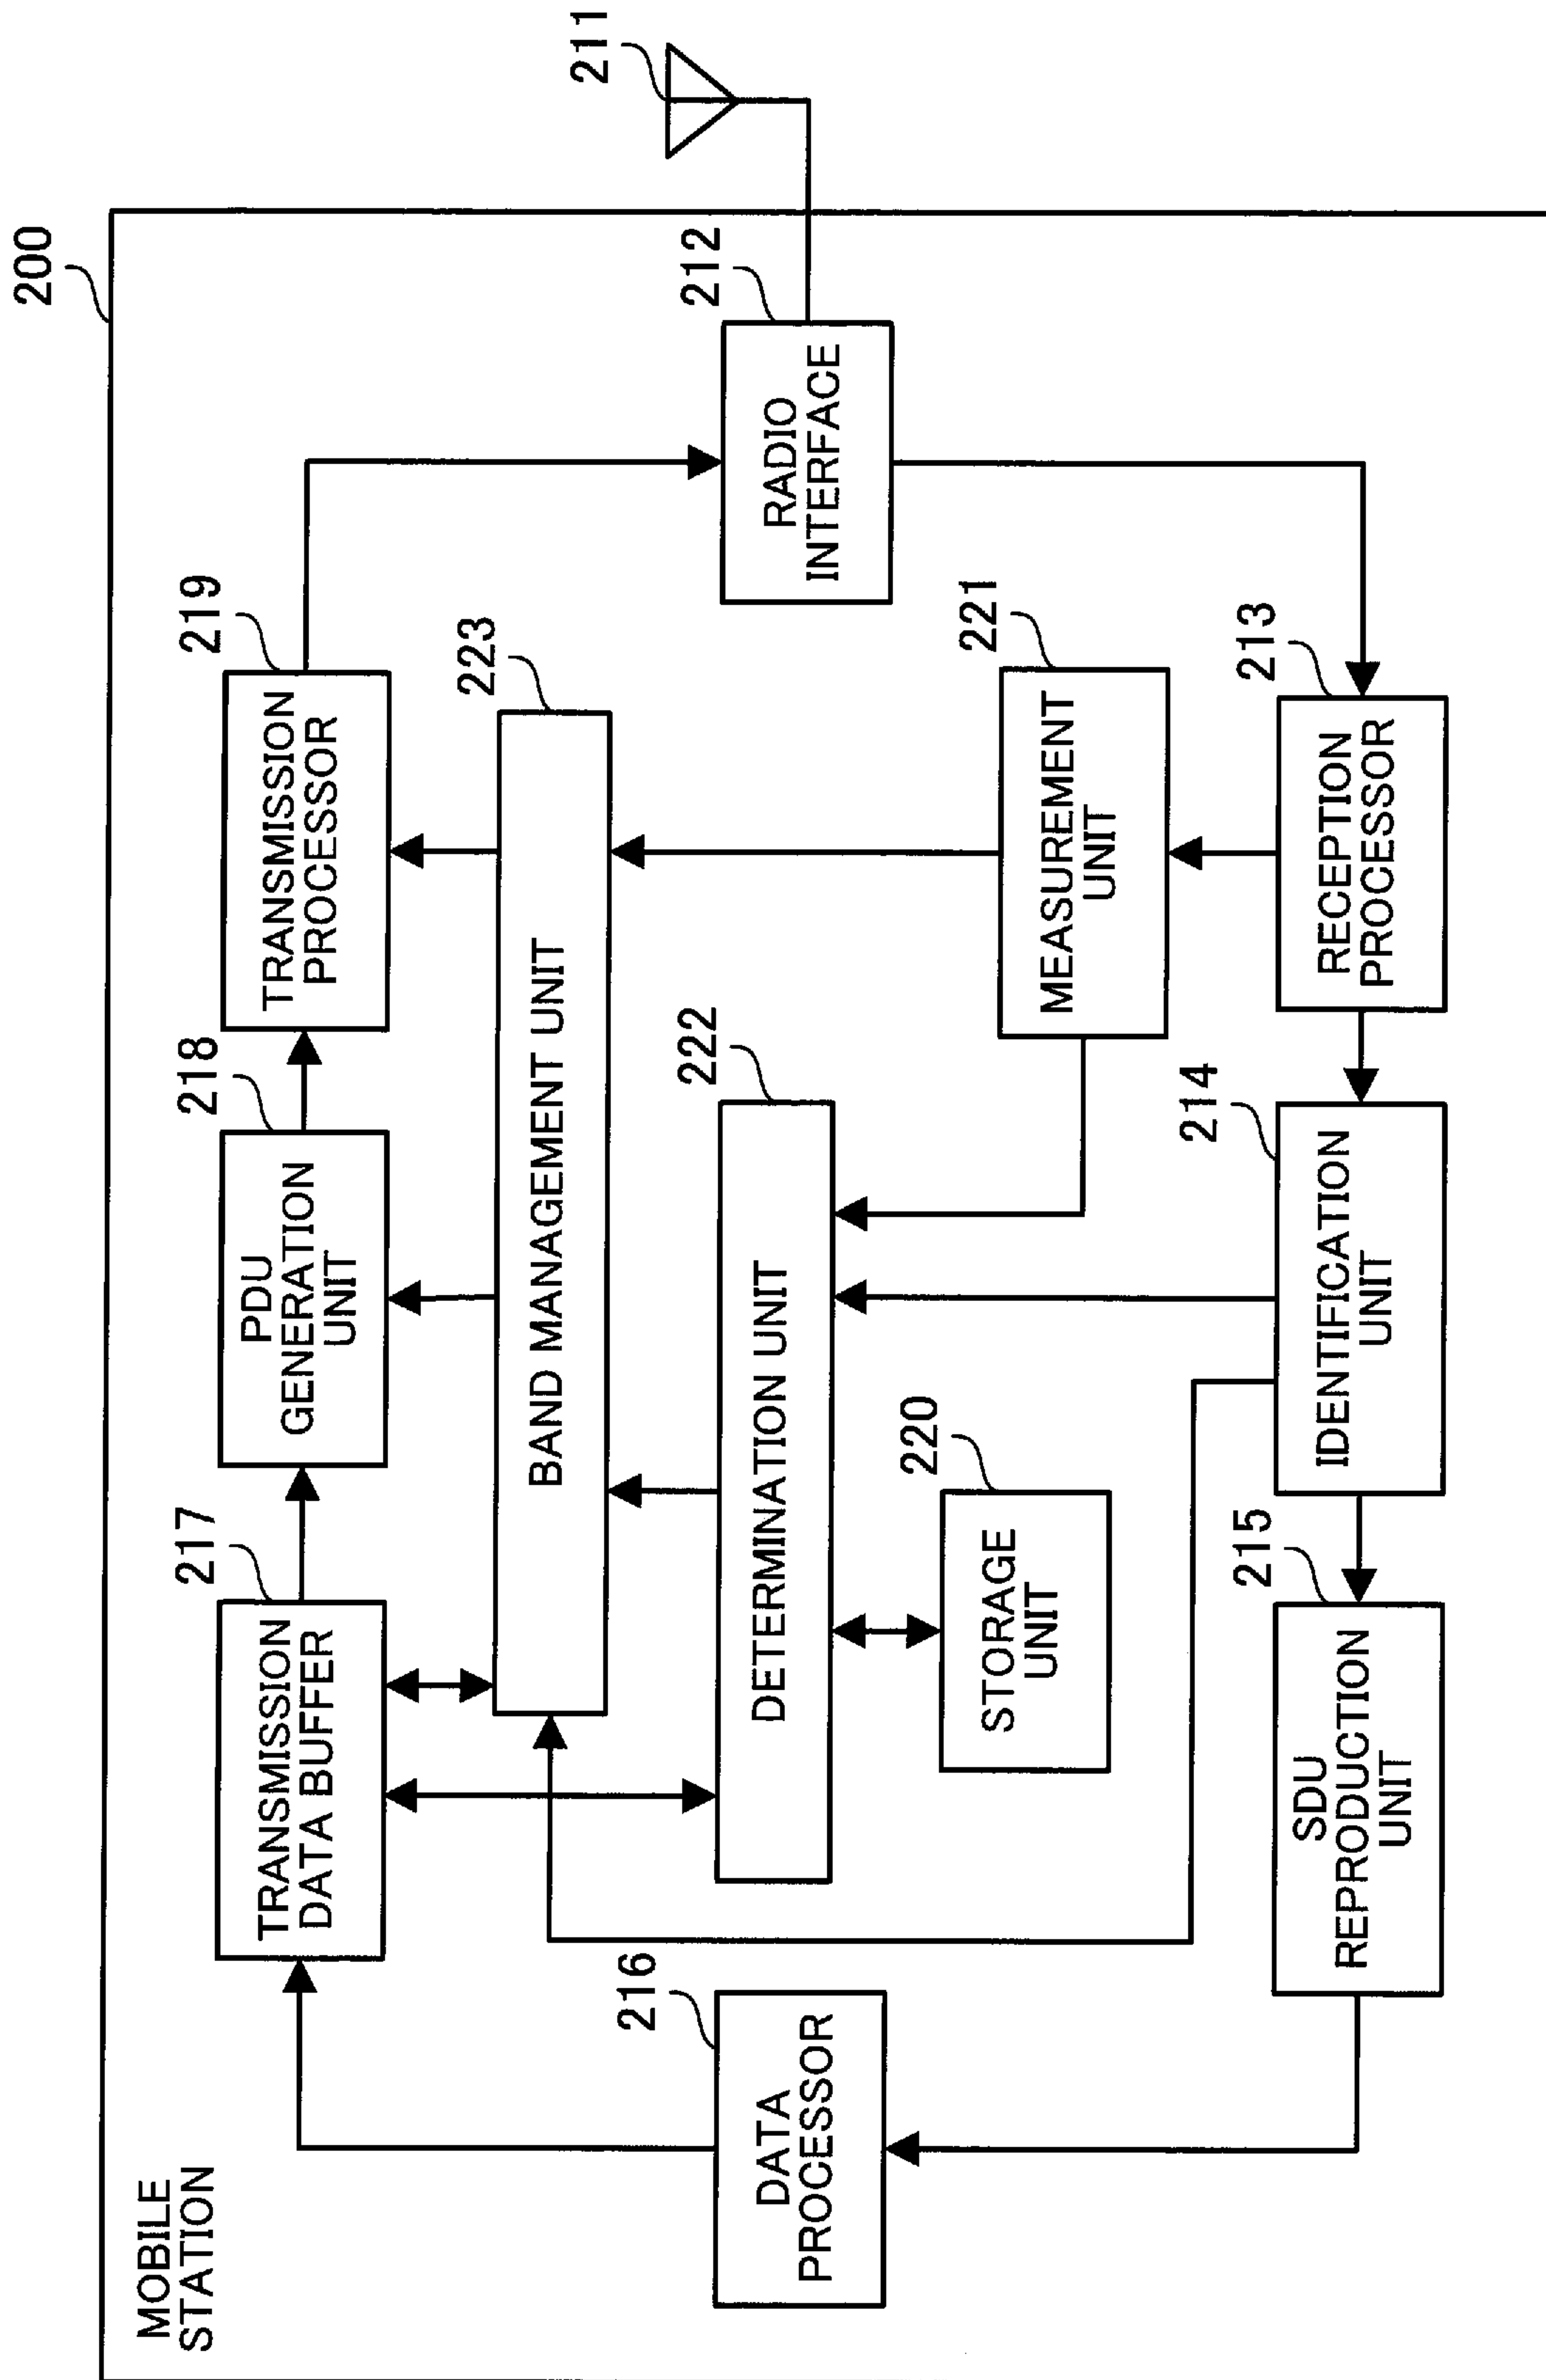 MOBILE
STATION
200
TRANSMISSION
DATA BUFFER
217
PDU
GENERATION
UNIT
218
TRANSMISSION
PROCESSOR
219
BAND MANAGEMENT UNIT
223
211
DATA
PROCESSOR
216
DETERMINATION UNIT
222
RADIO
INTERFACE
212
STORAGE
UNIT
220
MEASUREMENT
UNIT
221
SDU
REPRODUCTION
UNIT
215
IDENTIFICATION
UNIT
214
RECEPTION
PROCESSOR
213